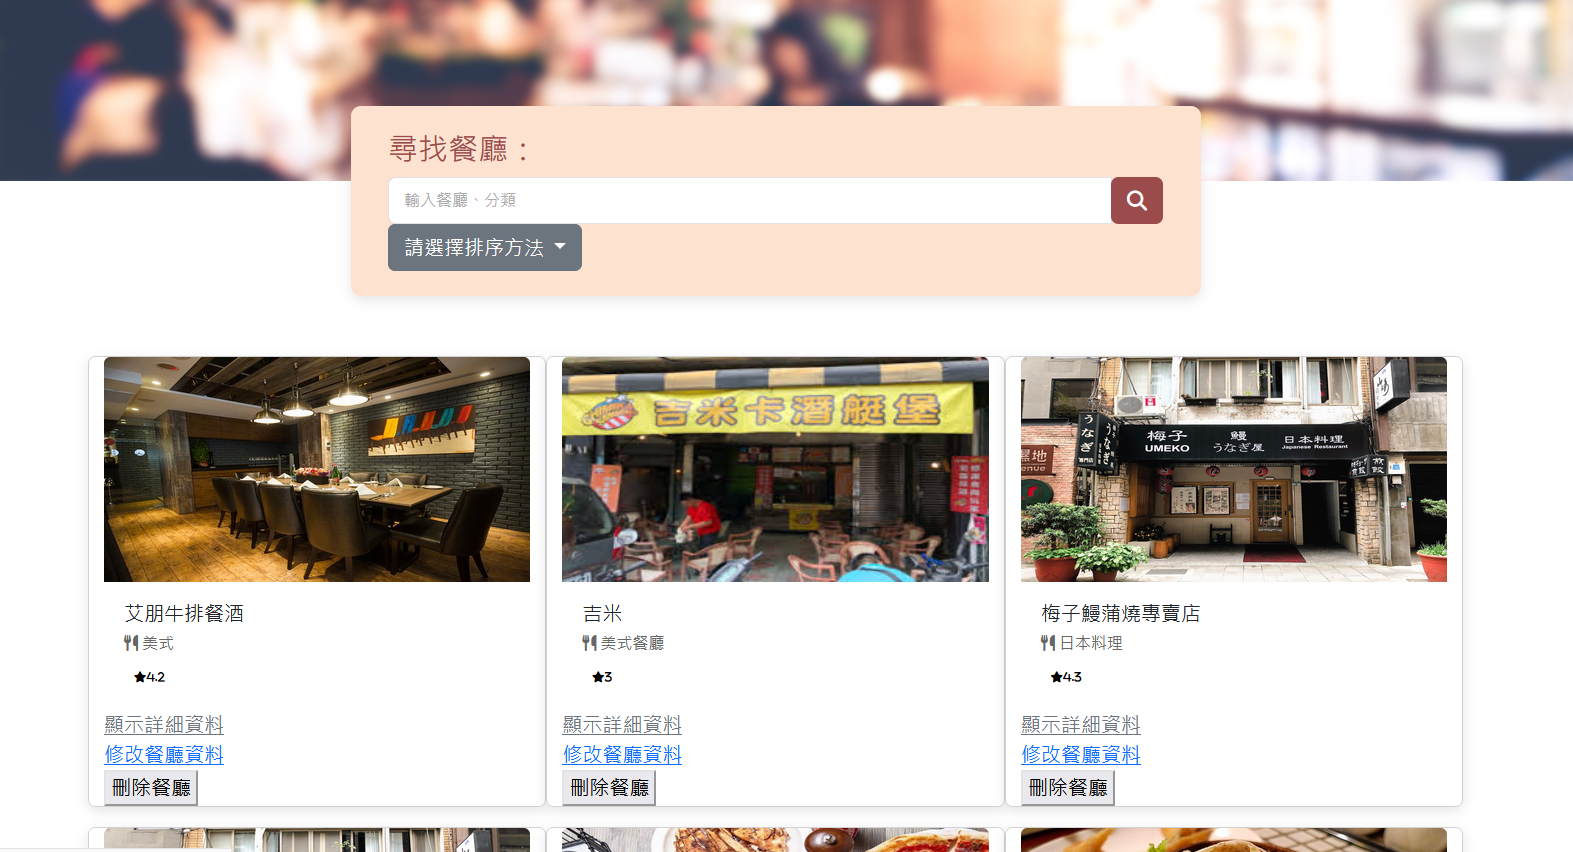 尋找餐廳：
輸入餐廳、分類
請選擇排序方法
吉米卡潛艇堡
梅子
UMEKO
鰻
うなぎ屋
日本料理
Japanese Restaurant
うなぎ
艾朋牛排餐酒
美式
4.2
顯示詳細資料
修改餐廳資料
刪除餐廳
吉米
美式餐廳
3
顯示詳細資料
修改餐廳資料
刪除餐廳
梅子鰻蒲燒專賣店
日本料理
4.3
顯示詳細資料
修改餐廳資料
刪除餐廳